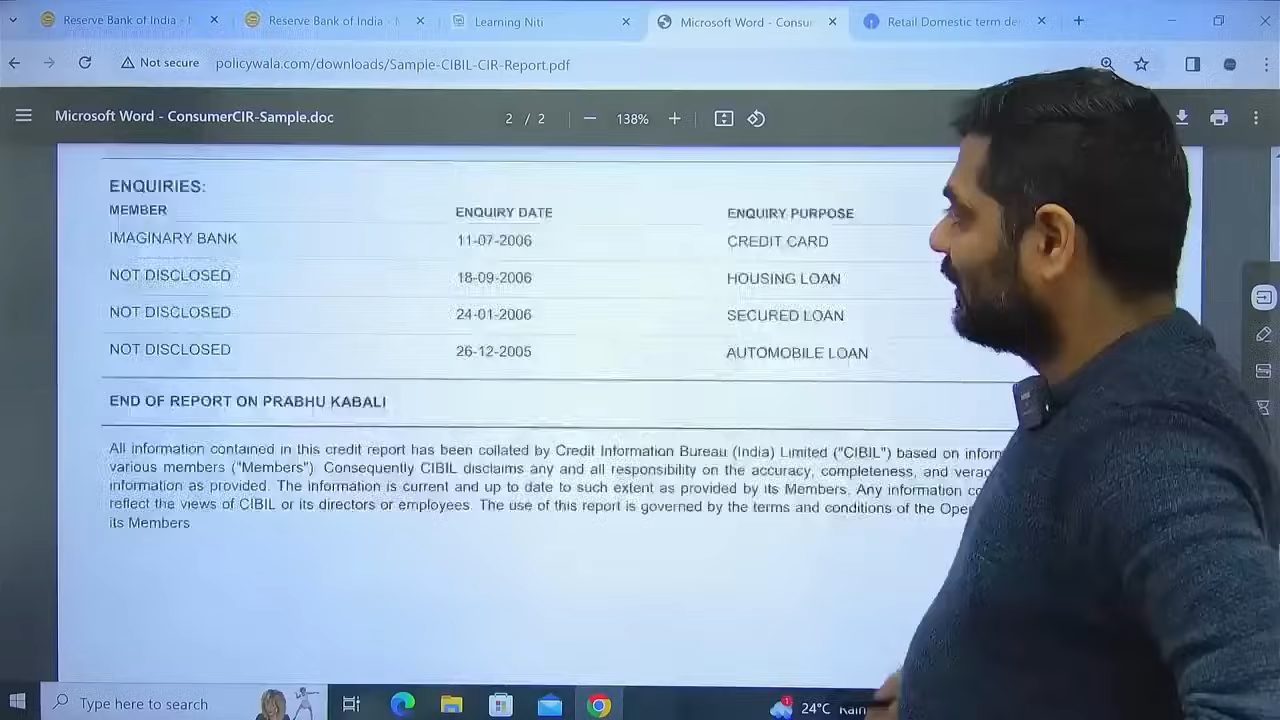 Reserve Bank of India -
Reserve Bank of India -
Learning Niti
Microsoft Word - Consu
Retail Domestic term de
Not secure
policywala.com/downloads/Sample-CIBIL-CIR-Report.pdf
Microsoft Word - ConsumerCIR-Sample.doc
2 / 2
138%
ENQUIRIES:
MEMBER ENQUIRY DATE ENQUIRY PURPOSE
IMAGINARY BANK 11-07-2006 CREDIT CARD
NOT DISCLOSED 18-09-2006 HOUSING LOAN
NOT DISCLOSED 24-01-2006 SECURED LOAN
NOT DISCLOSED 26-12-2005 AUTOMOBILE LOAN
END OF REPORT ON PRABHU KABALI
All information contained in this credit report has been collated by Credit Information Bureau (India) Limited ("CIBIL") based on inform
various members ("Members"). Consequently CIBIL disclaims any and all responsibility on the accuracy, completeness, and verac
information as provided. The information is current and up to date to such extent as provided by its Members. Any information co
reflect the views of CIBIL or its directors or employees. The use of this report is governed by the terms and conditions of the Oper
its Members
Type here to search
1
24°C Rain